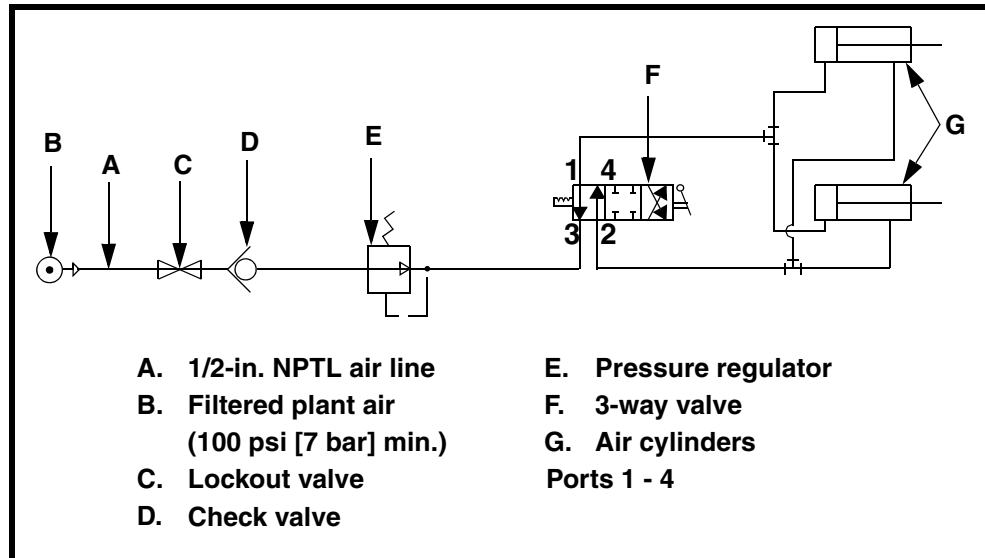 F
B
A
C
D
E
G
1 4
3 2
A. 1/2-in. NPTL air line
B. Filtered plant air
(100 psi [7 bar] min.)
C. Lockout valve
D. Check valve
E. Pressure regulator
F. 3-way valve
G. Air cylinders
Ports 1 - 4